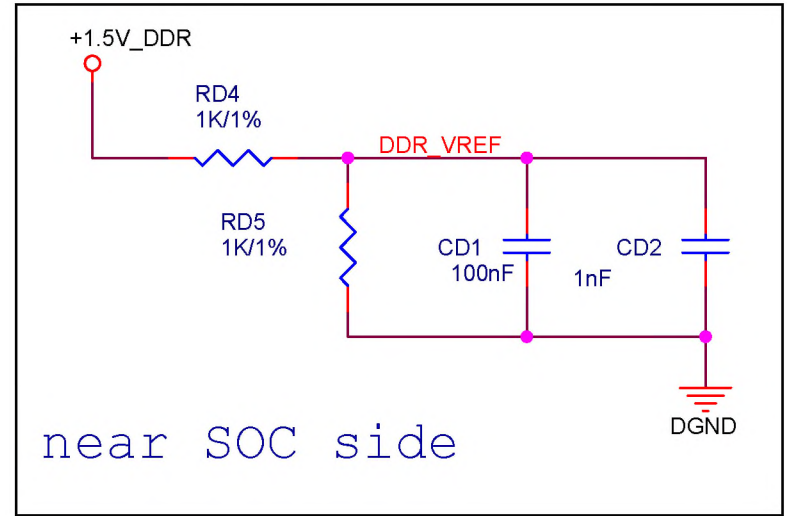 +1.5V_DDR
RD4
1K/1%
DDR_VREF
RD5
1K/1%
CD1
100nF
CD2
1nF
DGND
near SOC side